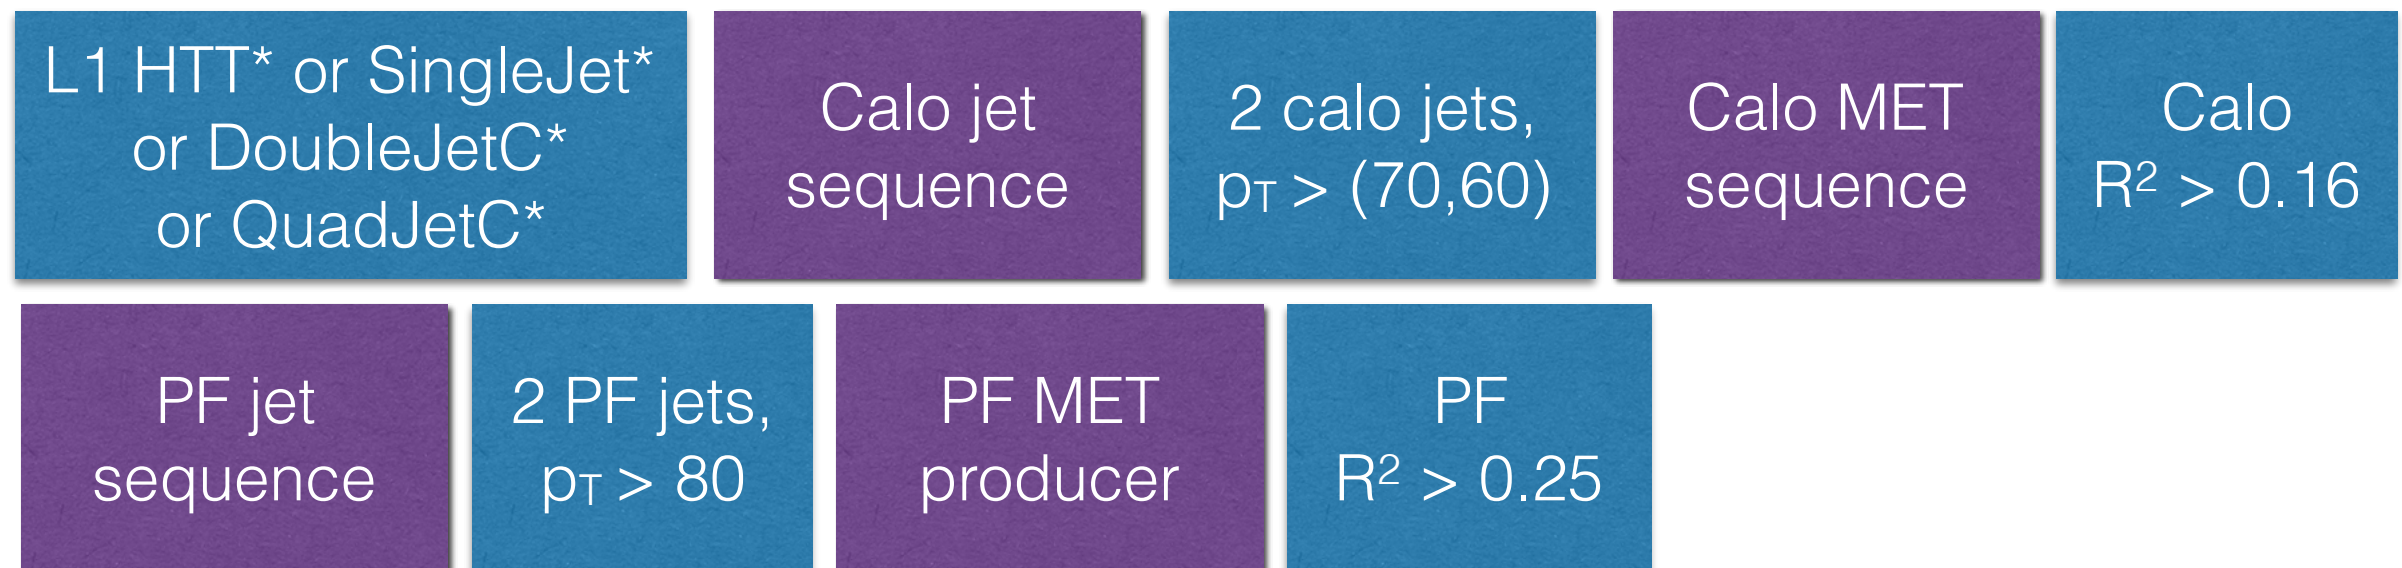 L1 HTT* or SingleJet*
or DoubleJetC*
or QuadJetC*
Calo jet
sequence
2 calo jets,
pT > (70,60)
Calo MET
sequence
Calo
R² > 0.16
PF jet
sequence
2 PF jets,
pT > 80
PF MET
producer
PF
R² > 0.25